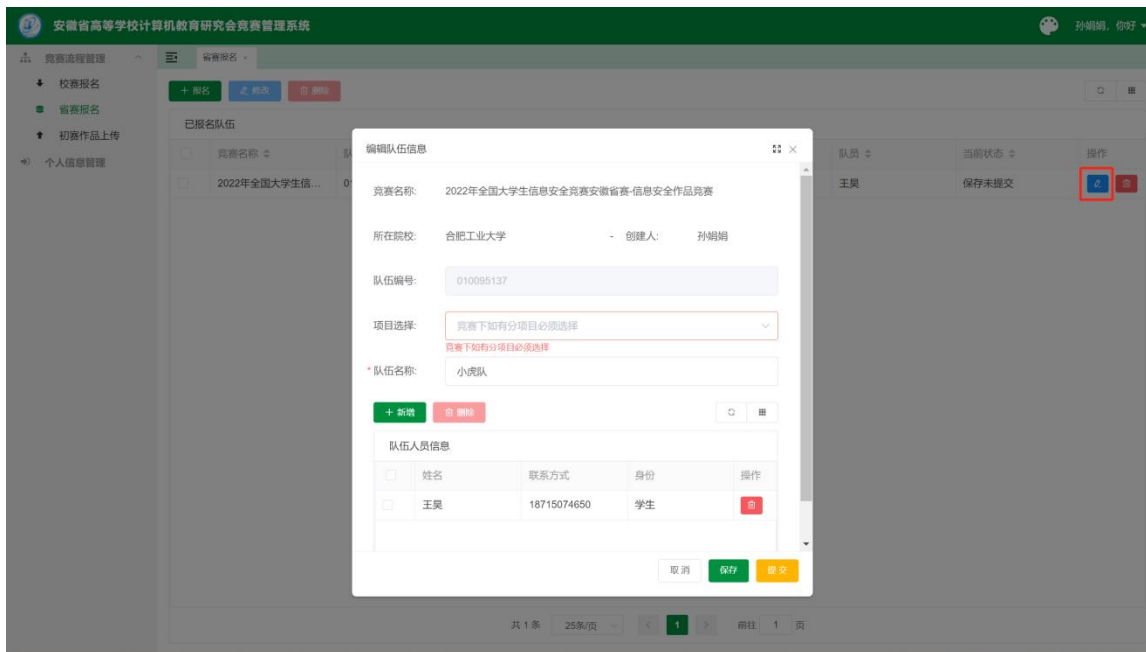 安徽省高等学校计算机教育研究会竞赛管理系统
孙娟娟，你好
竞赛流程管理
省赛报名
校赛报名
+ 报名 修改 删除
省赛报名
已报名队伍
初赛作品上传
编辑队伍信息
竞赛名称 队员 当前状态 操作
个人信息管理
2022年全国大学生信... 王昊 保存未提交
竞赛名称: 2022年全国大学生信息安全竞赛安徽省赛-信息安全作品竞赛
所在院校: 合肥工业大学 - 创建人: 孙娟娟
队伍编号: 010095137
项目选择: 竞赛下如有分项目必须选择
竞赛下如有分项目必须选择
* 队伍名称: 小虎队
+ 新增 删除
队伍人员信息
姓名 联系方式 身份 操作
王昊 18715074650 学生
取消 保存 提交
共 1 条 25条/页 < 1 > 前往 1 页